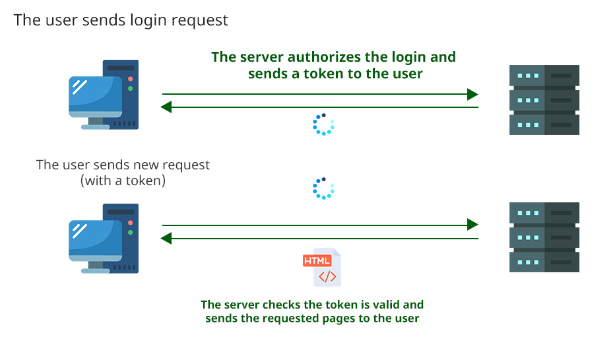 The user sends login request
The server authorizes the login and
sends a token to the user
The user sends new request
(with a token)
HTML
</>
The server checks the token is valid and
sends the requested pages to the user